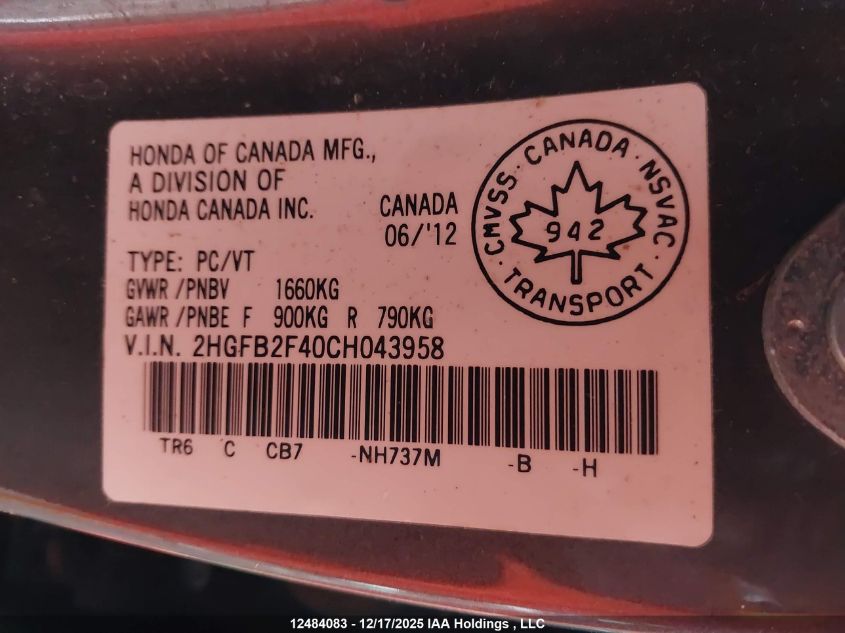 HONDA OF CANADA MFG.,
A DIVISION OF
HONDA CANADA INC.
CANADA
06/'12
CMVSS · CANADA · NSVAC · TRANSPORT ·
942
TYPE: PC/VT
GVWR /PNBV 1660KG
GAWR /PNBE F 900KG R 790KG
V.I.N. 2HGFB2F40CH043958
TR6 C CB7 -NH737M -B -H
12484083 - 12/17/2025 IAA Holdings , LLC